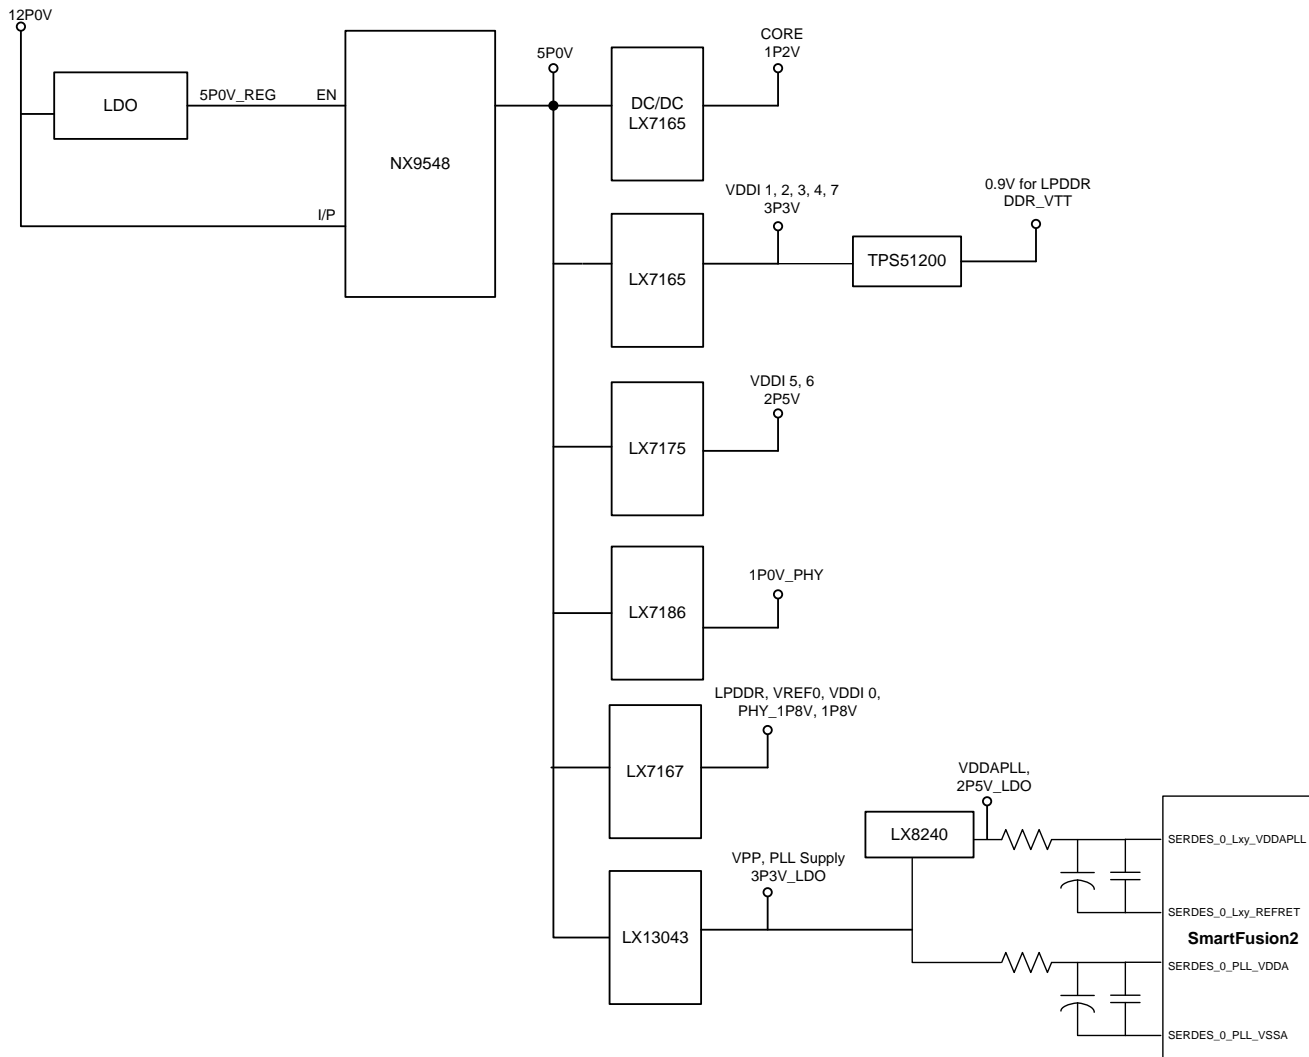 12P0V
LDO
5P0V_REG
EN
I/P
NX9548
5P0V
DC/DC
LX7165
CORE
1P2V
VDDI 1, 2, 3, 4, 7
3P3V
LX7165
TPS51200
0.9V for LPDDR
DDR_VTT
VDDI 5, 6
2P5V
LX7175
1P0V_PHY
LX7186
LPDDR, VREF0, VDDI 0,
PHY_1P8V, 1P8V
LX7167
VPP, PLL Supply
3P3V_LDO
LX13043
VDDAPLL,
2P5V_LDO
LX8240
SERDES_0_Lxy_VDDAPLL
SERDES_0_Lxy_REFRET
SmartFusion2
SERDES_0_PLL_VDDA
SERDES_0_PLL_VSSA